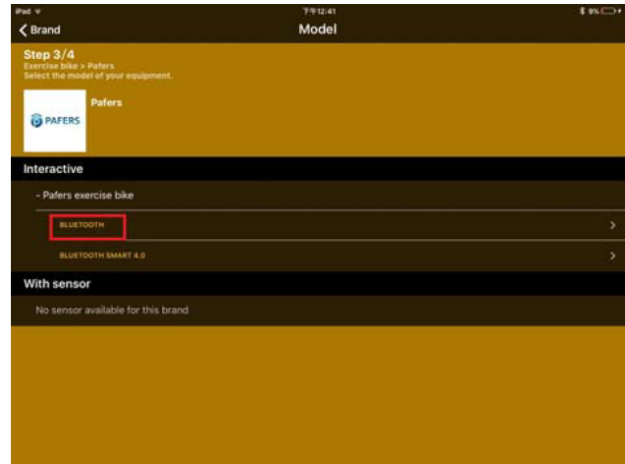 iPad
下午12:41
9%
Brand
Model
Step 3/4
Exercise bike > Pafers
Select the model of your equipment.
Pafers
PAFERS
Interactive
- Pafers exercise bike
BLUETOOTH
BLUETOOTH SMART 4.0
With sensor
No sensor available for this brand